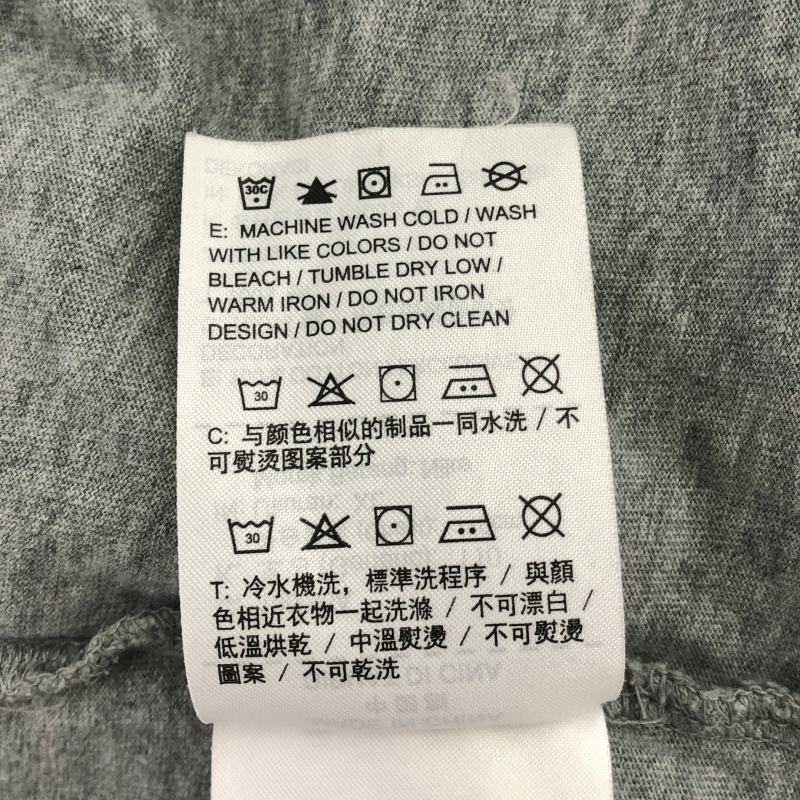 30C
E: MACHINE WASH COLD / WASH
WITH LIKE COLORS / DO NOT
BLEACH / TUMBLE DRY LOW /
WARM IRON / DO NOT IRON
DESIGN / DO NOT DRY CLEAN
30
C: 与颜色相似的制品一同水洗 / 不
可熨烫图案部分
30
T: 冷水機洗，標準洗程序 / 與顏
色相近衣物一起洗滌 / 不可漂白 /
低溫烘乾 / 中溫熨燙 / 不可熨燙
圖案 / 不可乾洗